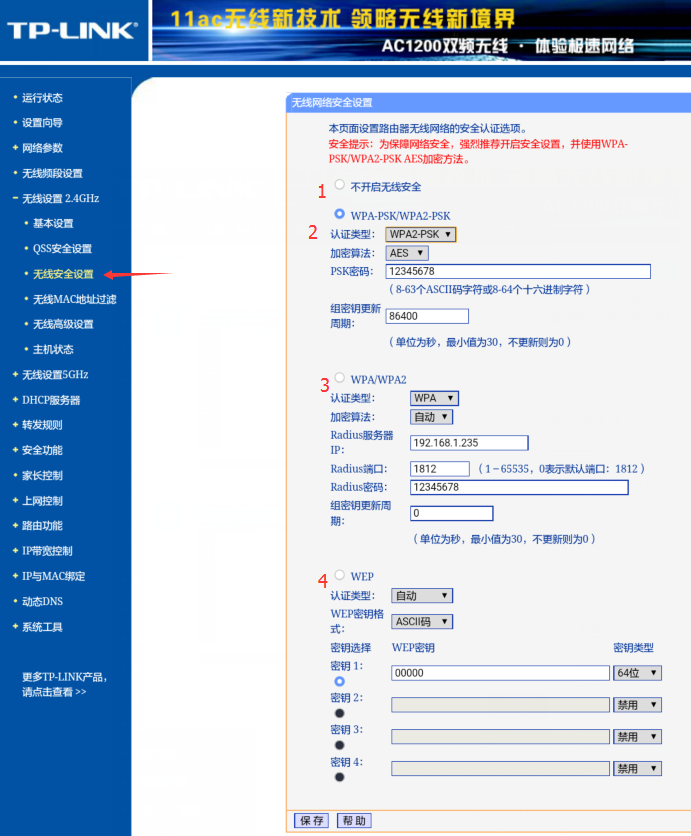 TP-LINK®
11ac无线新技术 领略无线新境界
AC1200双频无线 · 体验极速网络
• 运行状态
• 设置向导
+ 网络参数
• 无线频段设置
− 无线设置 2.4GHz
• 基本设置
• QSS安全设置
• 无线安全设置
• 无线MAC地址过滤
• 无线高级设置
• 主机状态
+ 无线设置5GHz
+ DHCP服务器
+ 转发规则
+ 安全功能
• 家长控制
+ 上网控制
+ 路由功能
+ IP带宽控制
+ IP与MAC绑定
• 动态DNS
+ 系统工具
更多TP-LINK产品，
请点击查看 >>
无线网络安全设置
本页面设置路由器无线网络的安全认证选项。
安全提示：为保障网络安全，强烈推荐开启安全设置，并使用WPA-
PSK/WPA2-PSK AES加密方法。
1 不开启无线安全
2 WPA-PSK/WPA2-PSK
认证类型： WPA2-PSK ▼
加密算法： AES ▼
PSK密码： 12345678
（8-63个ASCII码字符或8-64个十六进制字符）
组密钥更新
周期： 86400
（单位为秒，最小值为30，不更新则为0）
3 WPA/WPA2
认证类型： WPA ▼
加密算法： 自动 ▼
Radius服务器
IP： 192.168.1.235
Radius端口： 1812 （1－65535，0表示默认端口：1812）
Radius密码： 12345678
组密钥更新周
期： 0
（单位为秒，最小值为30，不更新则为0）
4 WEP
认证类型： 自动 ▼
WEP密钥格
式： ASCII码 ▼
密钥选择 WEP密钥 密钥类型
密钥 1： 00000 64位 ▼
密钥 2： 禁用 ▼
密钥 3： 禁用 ▼
密钥 4： 禁用 ▼
保 存 帮 助